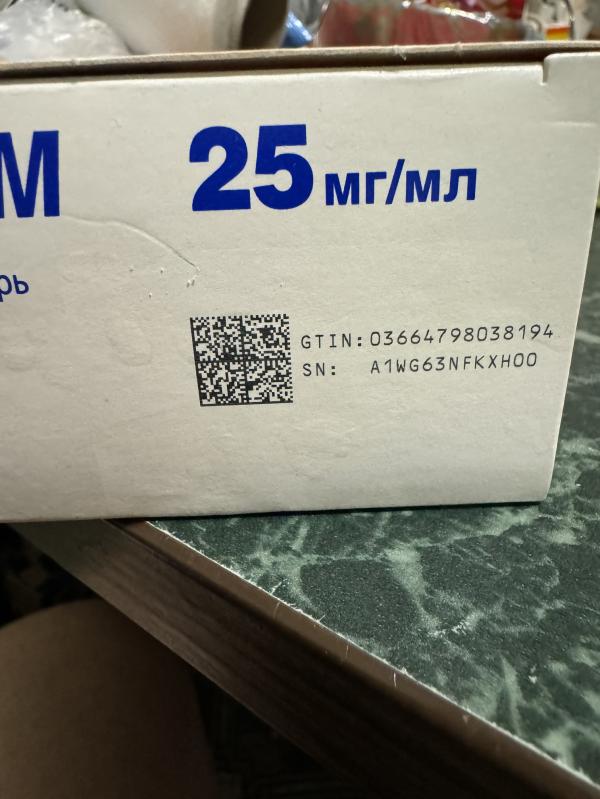 М 25 мг/мл
рь
GTIN: 03664798038194
SN: A1WG63NFKXH00